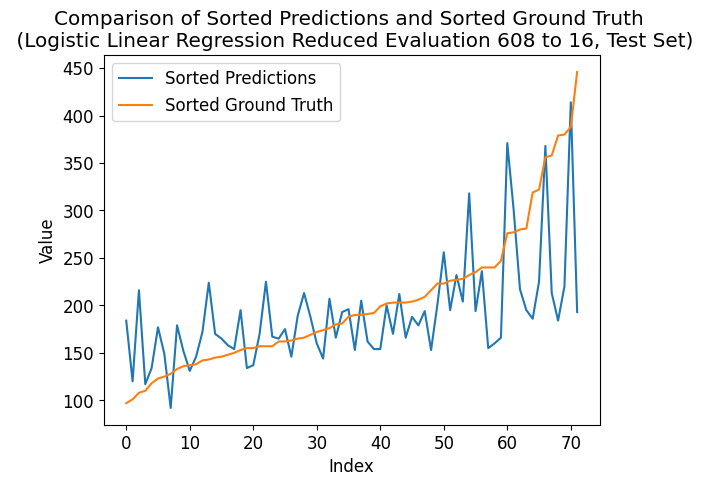 Comparison of Sorted Predictions and Sorted Ground Truth
(Logistic Linear Regression Reduced Evaluation 608 to 16, Test Set)
Sorted Predictions
Sorted Ground Truth
450
400
350
300
250
200
150
100
Value
0 10 20 30 40 50 60 70
Index